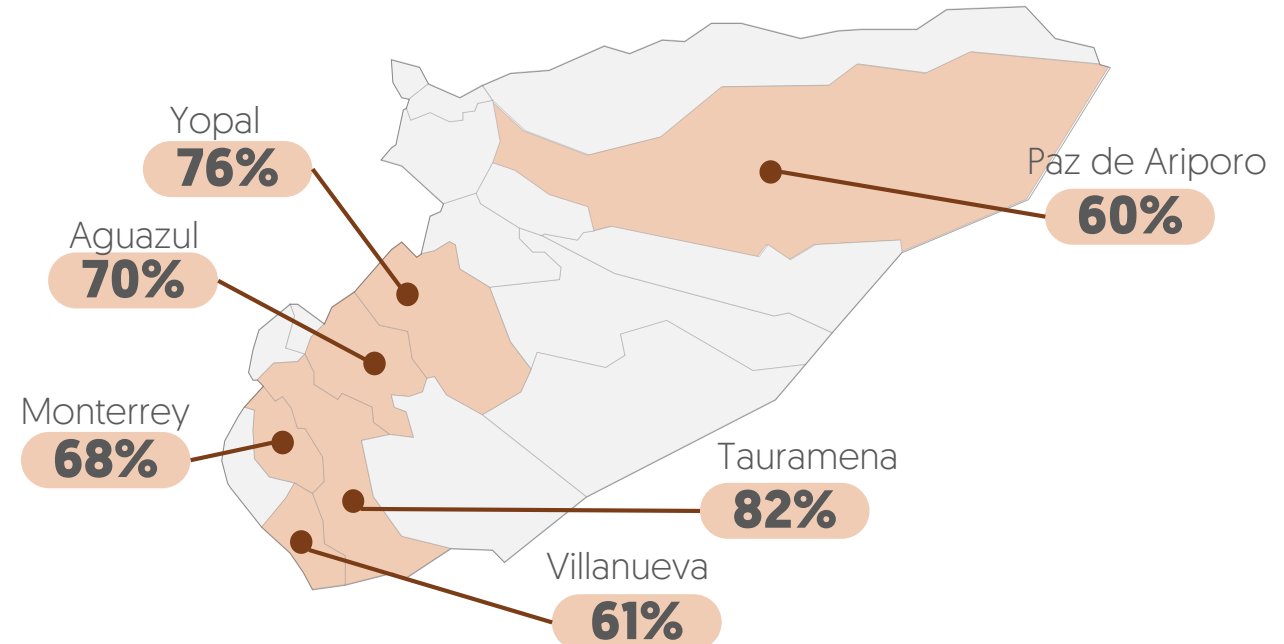 Yopal
76%
Paz de Ariporo
60%
Aguazul
70%
Monterrey
68%
Tauramena
82%
Villanueva
61%